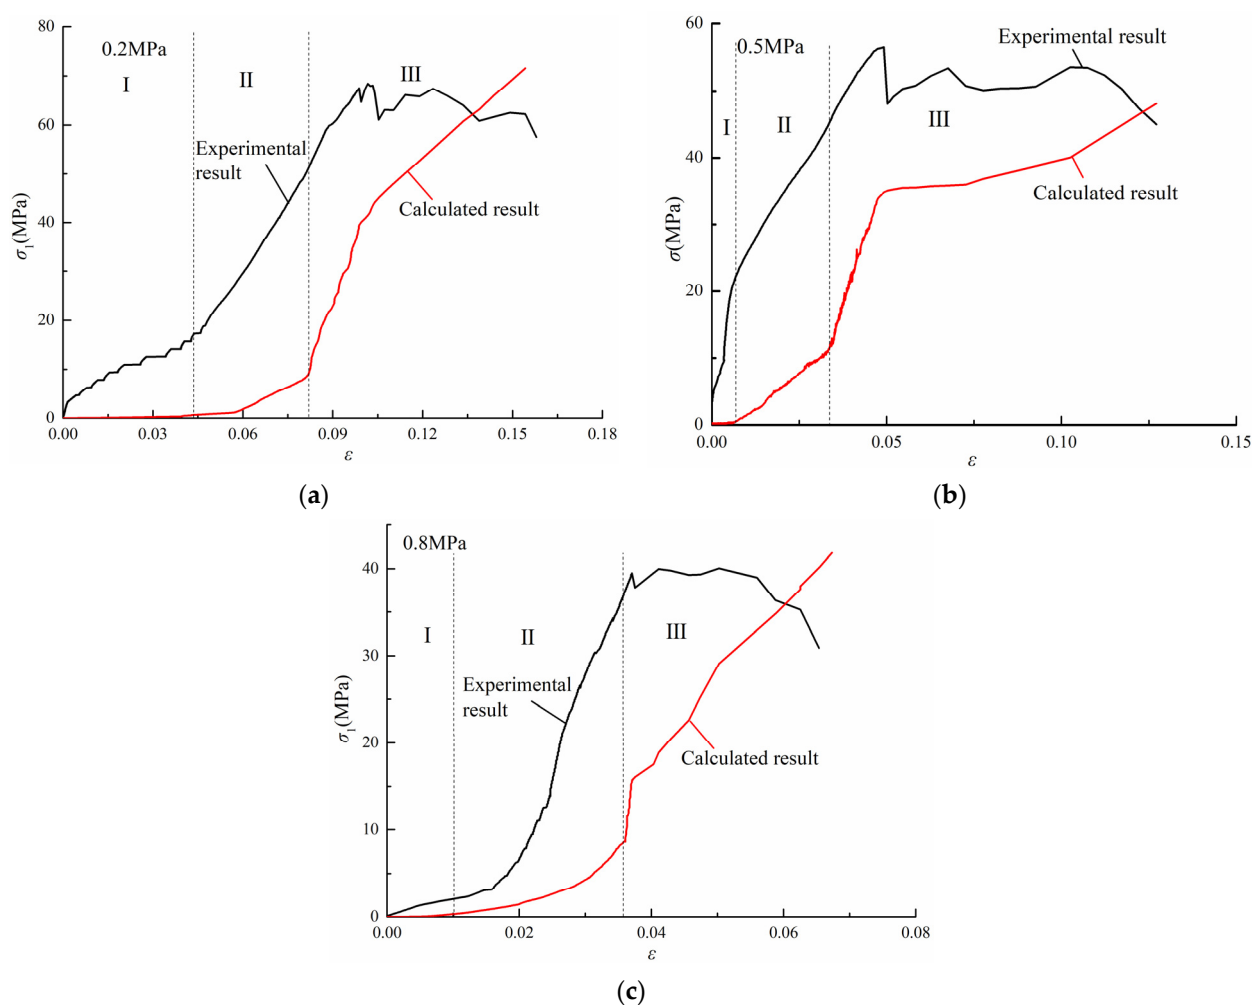 80
0.2MPa
I
II
III
60
Experimental
result
Calculated result
σ1(MPa)
40
20
0
0.00
0.03
0.06
0.09
0.12
0.15
0.18
ε
(a)
60
0.5MPa
Experimental result
I
II
III
40
Calculated result
σ(MPa)
20
0
0.00
0.05
0.10
0.15
ε
(b)
0.8MPa
40
I
II
III
30
Experimental
result
σ1(MPa)
20
Calculated result
10
0
0.00
0.02
0.04
0.06
0.08
ε
(c)